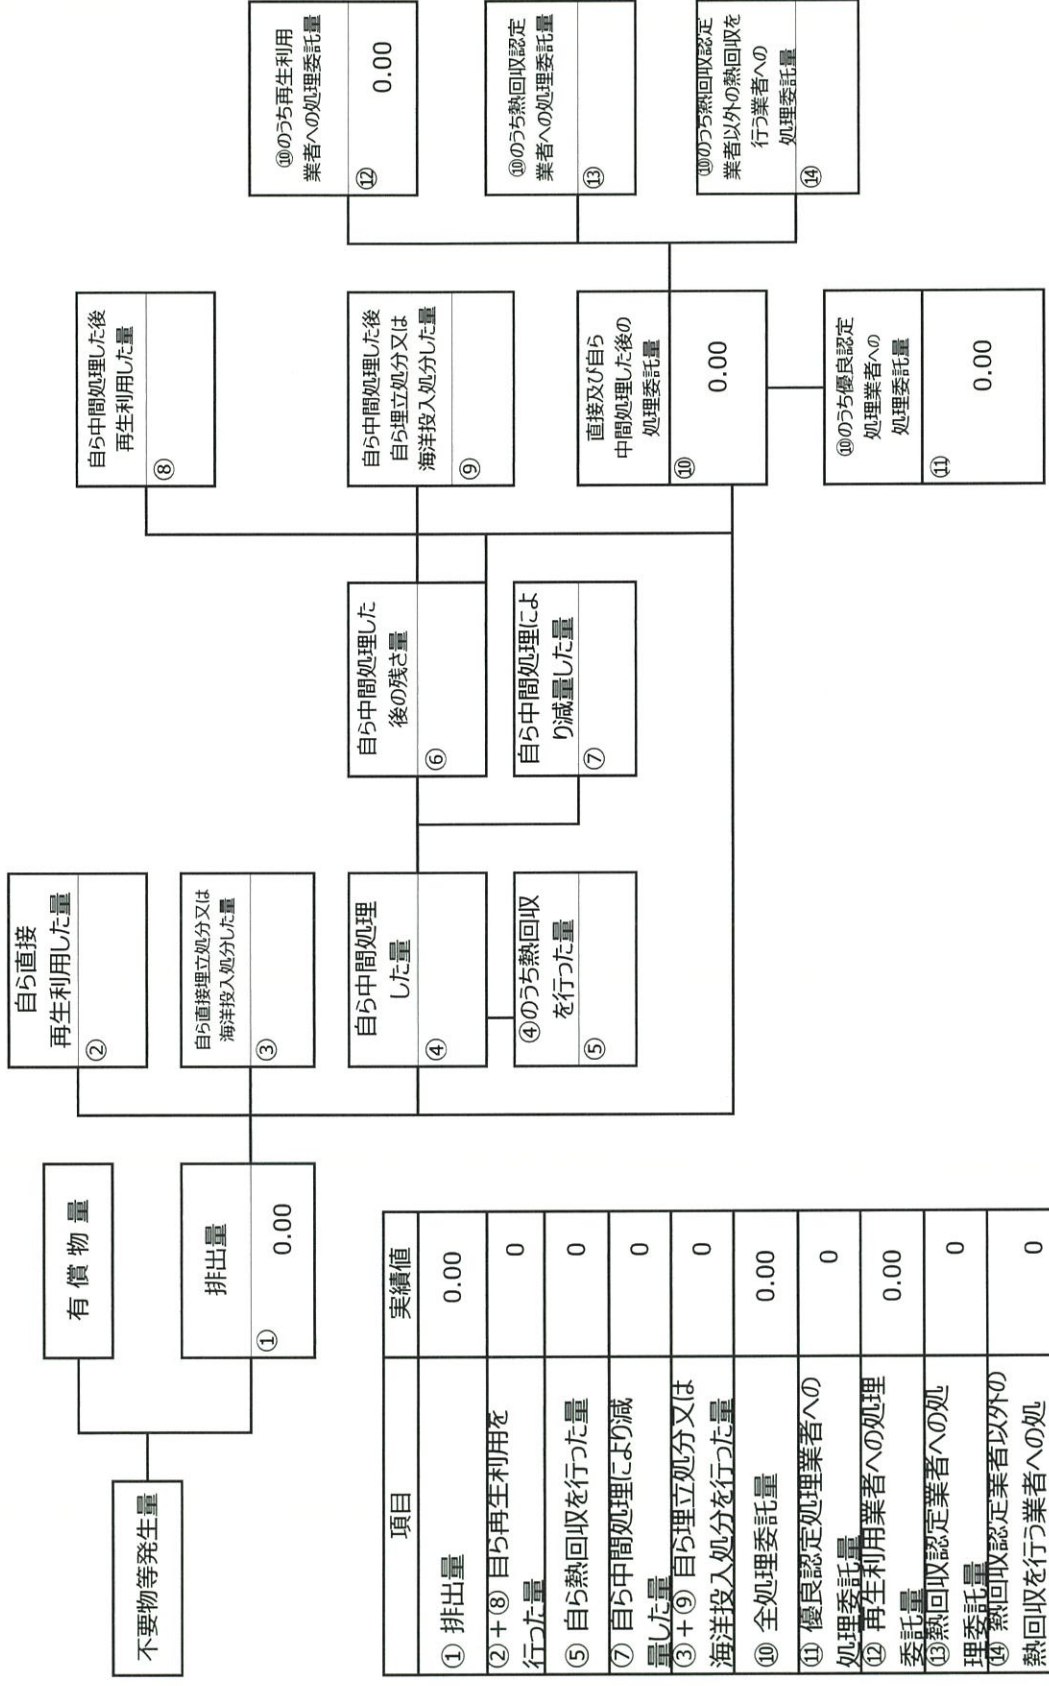 不要物等発生量
有 償 物 量
排出量
①
0.00
自ら直接
再生利用した量
②
自ら直接埋立処分又は
海洋投入処分した量
③
自ら中間処理
した量
④
④のうち熱回収
を行った量
⑤
自ら中間処理した
後の残さ量
⑥
自ら中間処理によ
り減量した量
⑦
自ら中間処理した後
再生利用した量
⑧
自ら中間処理した後
自ら埋立処分又は
海洋投入処分した量
⑨
直接及び自ら
中間処理した後の
処理委託量
⑩
0.00
⑩のうち優良認定
処理業者への
処理委託量
⑪
0.00
⑩のうち再生利用
業者への処理委託量
⑫
0.00
⑩のうち熱回収認定
業者への処理委託量
⑬
⑩のうち熱回収認定
業者以外の熱回収を
行う業者への
処理委託量
⑭
項目 実績値
① 排出量 0.00
②+⑧ 自ら再生利用を
行った量 0
⑤ 自ら熱回収を行った量 0
⑦ 自ら中間処理により減
量した量 0
③+⑨ 自ら埋立処分又は
海洋投入処分を行った量 0
⑩ 全処理委託量 0.00
⑪ 優良認定処理業者への
処理委託量 0
⑫ 再生利用業者への処理
委託量 0.00
⑬熱回収認定業者への処
理委託量 0
⑭ 熱回収認定業者以外の
熱回収を行う業者への処 0